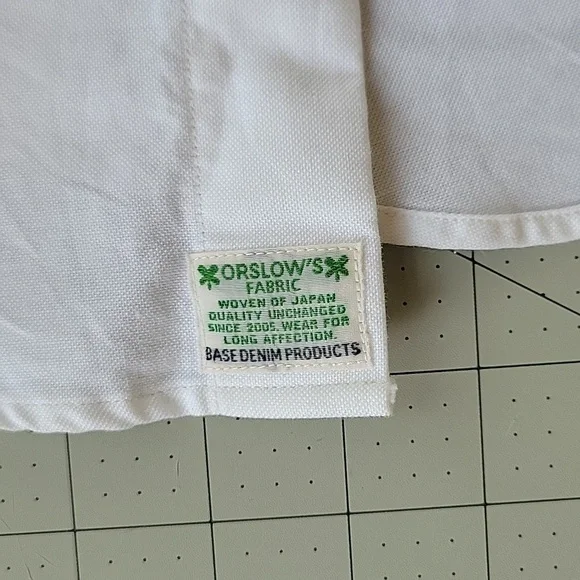 ORSLOW'S
FABRIC
WOVEN OF JAPAN
QUALITY UNCHANGED
SINCE 2005. WEAR FOR
LONG AFFECTION.
BASE DENIM PRODUCTS